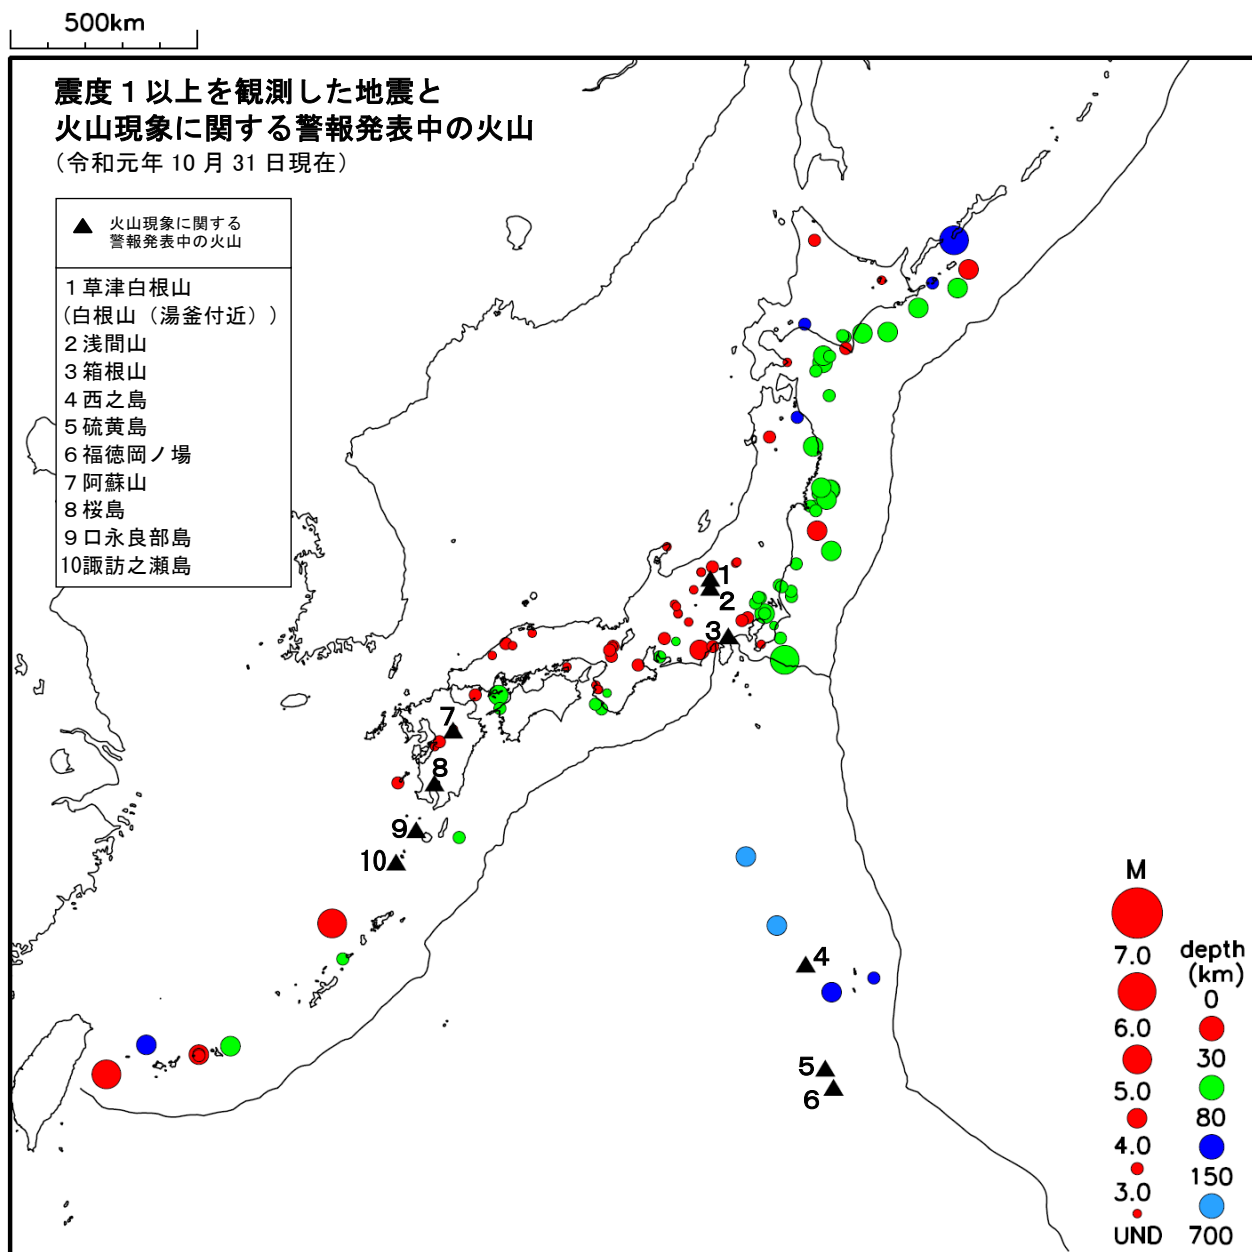 500km
震度１以上を観測した地震と
火山現象に関する警報発表中の火山
（令和元年 10 月 31 日現在）
▲ 火山現象に関する
警報発表中の火山
1 草津白根山
(白根山（湯釜付近））
2 浅間山
3 箱根山
4 西之島
5 硫黄島
6 福徳岡ノ場
7 阿蘇山
8 桜島
9 口永良部島
10諏訪之瀬島
1
2
3
7
8
9
10
4
5
6
M
7.0
6.0
5.0
4.0
3.0
UND
depth
(km)
0
30
80
150
700